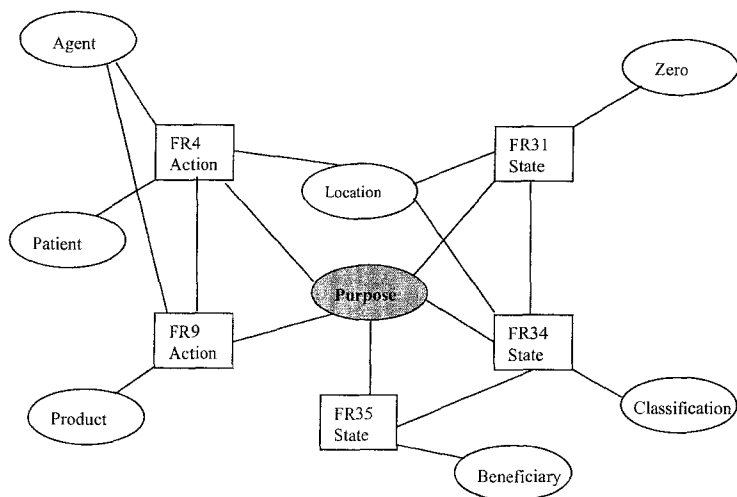 Agent
Zero
FR4
Action
FR31
State
Location
Patient
Purpose
FR9
Action
FR34
State
Product
FR35
State
Classification
Beneficiary